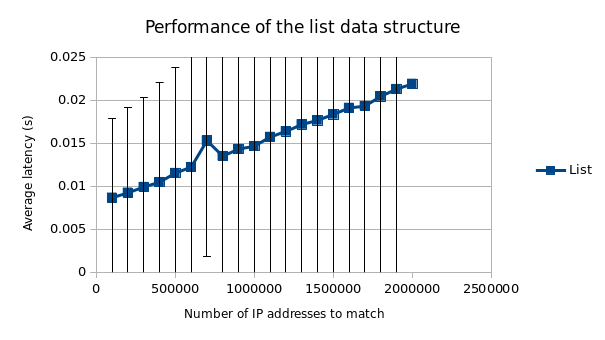 Performance of the list data structure
0.025
0.02
0.015
0.01
0.005
0
Average latency (s)
List
0 500000 1000000 1500000 2000000 2500000
Number of IP addresses to match